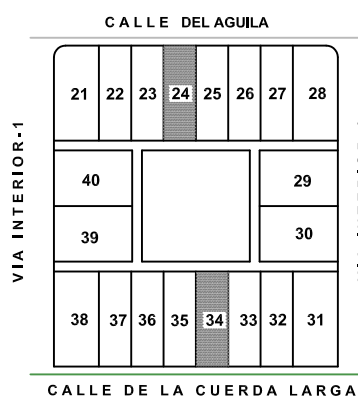 CALLE DEL AGUILA
21 22 23 24 25 26 27 28
VIA INTERIOR-1
40 29
39 30
38 37 36 35 34 33 32 31
CALLE DE LA CUERDA LARGA